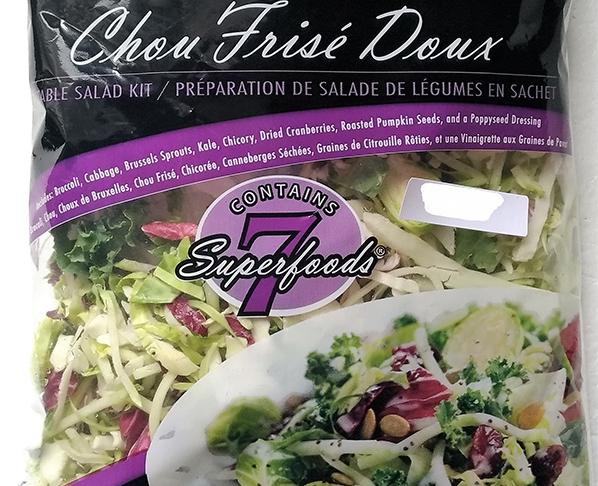 Chou Frisé Doux
ABLE SALAD KIT / PRÉPARATION DE SALADE DE LÉGUMES EN SACHET
Includes: Broccoli, Cabbage, Brussels Sprouts, Kale, Chicory, Dried Cranberries, Roasted Pumpkin Seeds, and a Poppyseed Dressing
Brocoli, Chou, Choux de Bruxelles, Chou Frisé, Chicorée, Canneberges Séchées, Graines de Citrouille Rôties, et une Vinaigrette aux Graines de Pavot
CONTAINS
7
Superfoods®